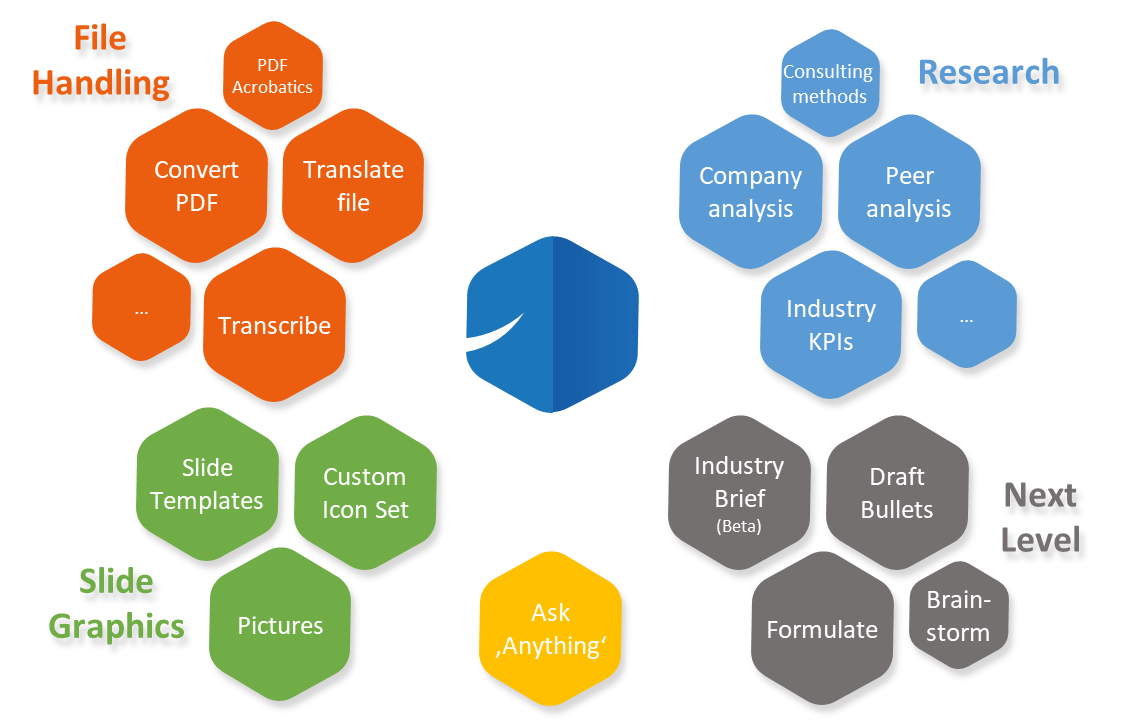 File
Handling
PDF
Acrobatics
Convert
PDF
Translate
file
...
Transcribe
Research
Consulting
methods
Company
analysis
Peer
analysis
Industry
KPIs
...
Slide
Templates
Custom
Icon Set
Slide
Graphics
Pictures
Ask
‚Anything‘
Industry
Brief
(Beta)
Draft
Bullets
Next
Level
Formulate
Brain-
storm